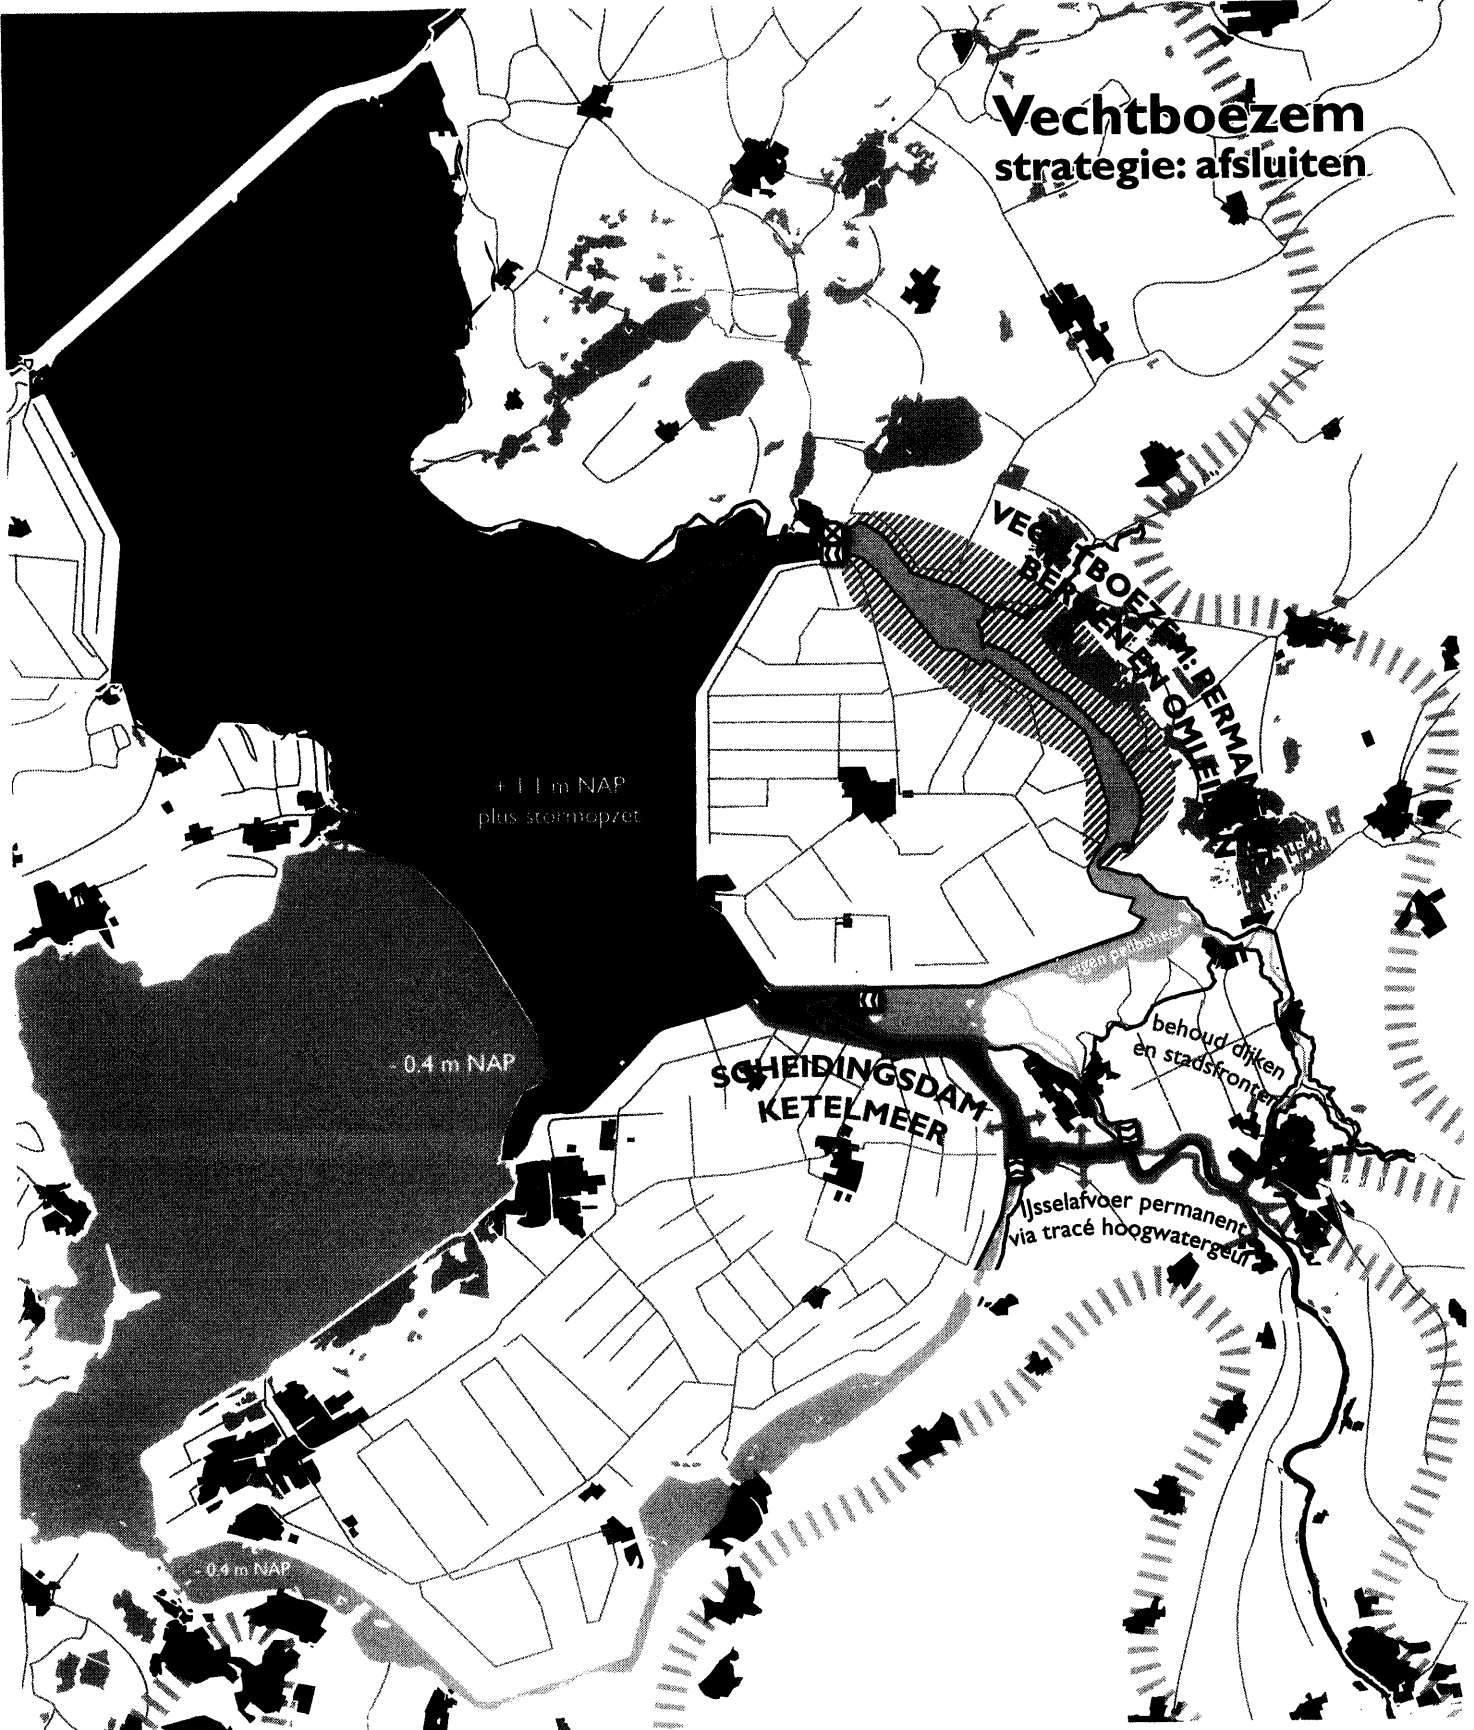 Vechtboezem
strategie: afsluiten
VECHTBOEZEM: PERMANENT
BERGEN EN OMLEIDEN
+ 1.1 m NAP
plus stormopzet
eigen peilbeheer
behoud dijken
en stadsfronten
- 0.4 m NAP
SCHEIDINGSDAM
KETELMEER
IJsselafvoer permanent
via tracé hoogwatergeul
- 0.4 m NAP